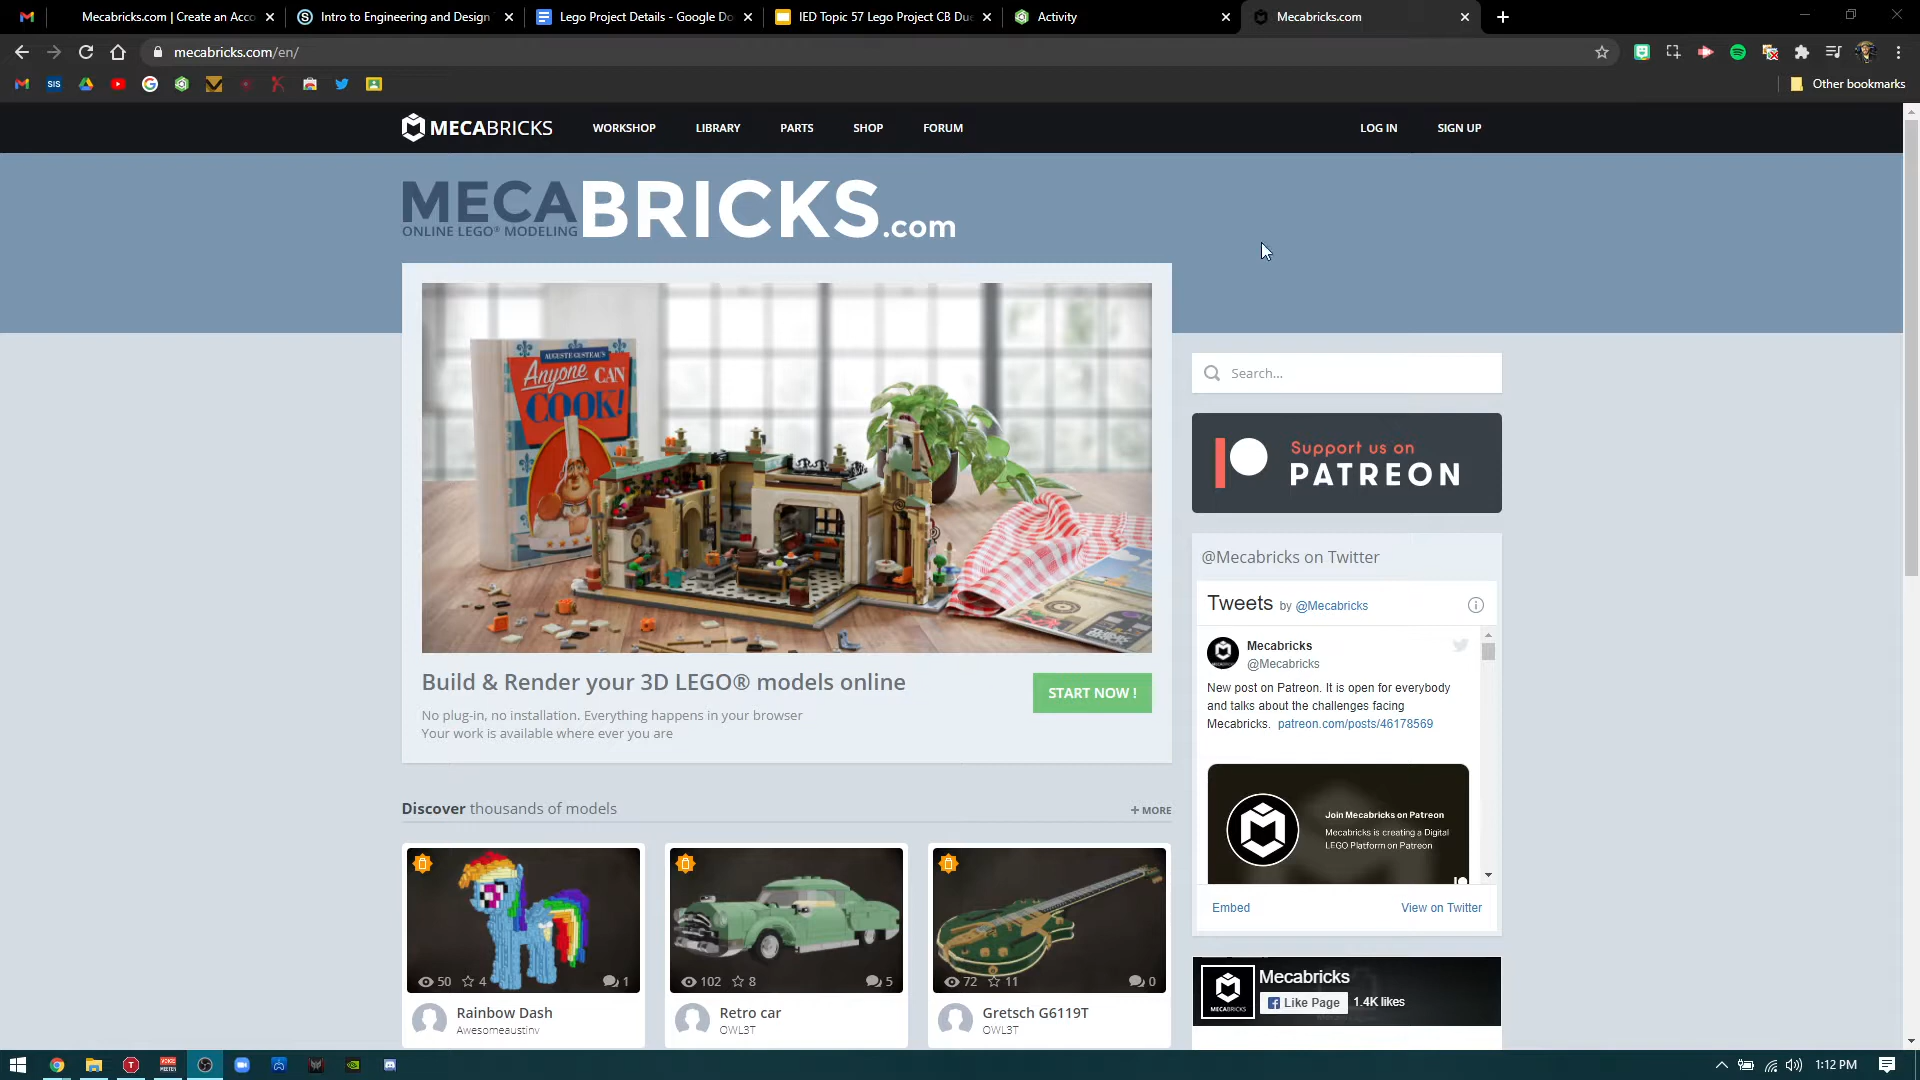 Mecabricks.com | Create an Acco
Intro to Engineering and Design
Lego Project Details - Google Do
IED Topic 57 Lego Project CB Due
Activity
Mecabricks.com
mecabricks.com/en/
SIS
Other bookmarks
MECABRICKS
WORKSHOP
LIBRARY
PARTS
SHOP
FORUM
LOG IN
SIGN UP
MECABRICKS.com
ONLINE LEGO® MODELING
AUGUSTE GUSTEAU'S
Anyone CAN
COOK!
Search...
Support us on
PATREON
@Mecabricks on Twitter
Tweets by @Mecabricks
Mecabricks
@Mecabricks
New post on Patreon. It is open for everybody
and talks about the challenges facing
Mecabricks. patreon.com/posts/46178569
Join Mecabricks on Patreon
Mecabricks is creating a Digital
LEGO Platform on Patreon
Embed
View on Twitter
Build & Render your 3D LEGO® models online
START NOW !
No plug-in, no installation. Everything happens in your browser
Your work is available where ever you are
Discover thousands of models
+ MORE
50 4 1
102 8 5
72 11 0
Rainbow Dash
Awesomeaustinv
Retro car
OWL3T
Gretsch G6119T
OWL3T
MECABRICKS
Mecabricks
Like Page
1.4K likes
1:12 PM